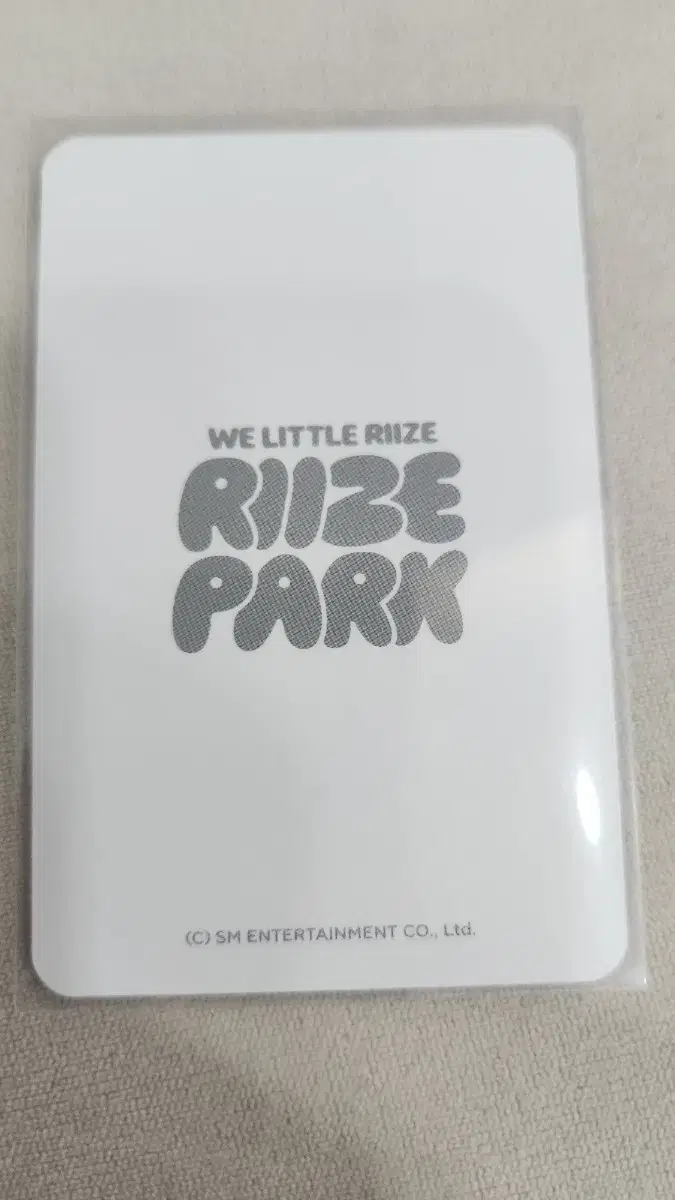 WE LITTLE RIIZE
RIIZE
PARK
(C) SM ENTERTAINMENT CO., Ltd.